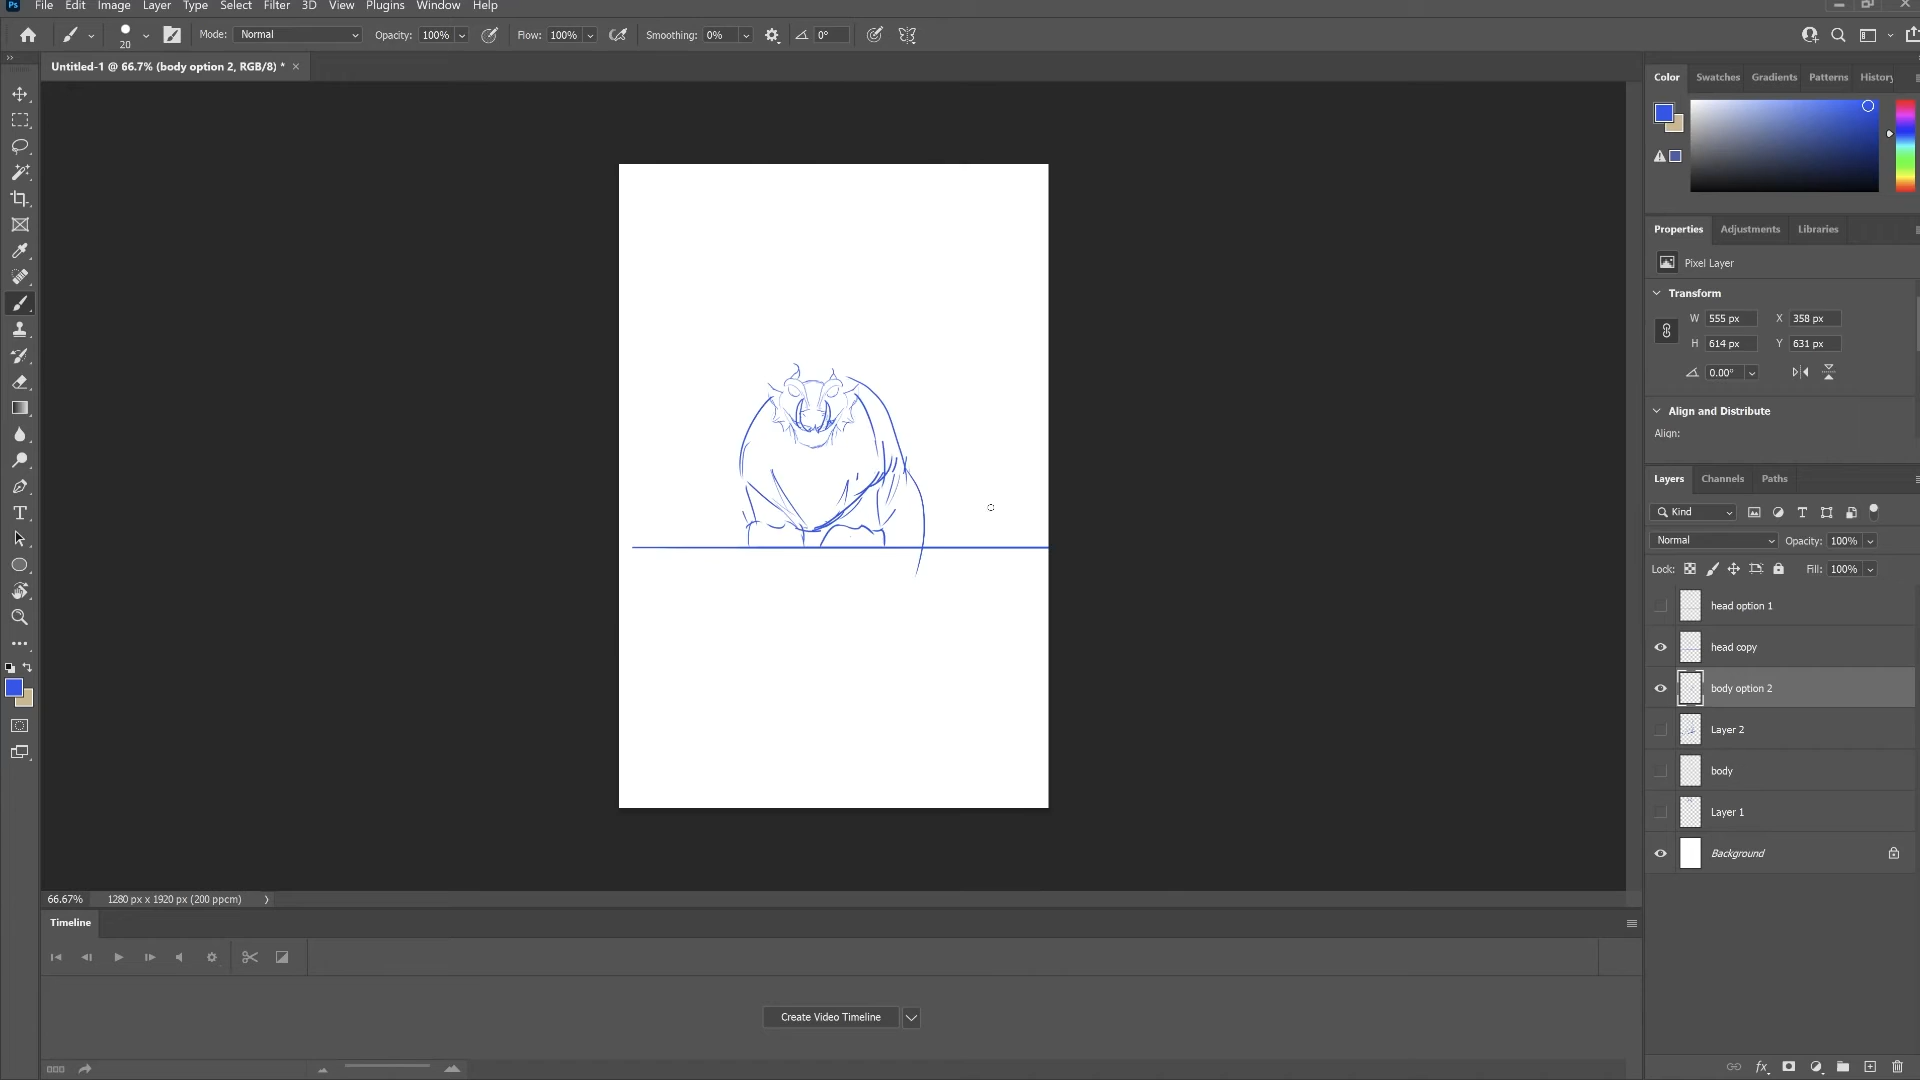 Ps File Edit Image Layer Type Select Filter 3D View Plugins Window Help
20 Mode: Normal Opacity: 100% Flow: 100% Smoothing: 0% 0°
Untitled-1 @ 66.7% (body option 2, RGB/8) * ×
Color Swatches Gradients Patterns History
Properties Adjustments Libraries
Pixel Layer
Transform
W 555 px X 358 px
H 614 px Y 631 px
0.00°
Align and Distribute
Align:
Layers Channels Paths
Kind
Normal Opacity: 100%
Lock: Fill: 100%
head option 1
head copy
body option 2
Layer 2
body
Layer 1
Background
66.67% 1280 px x 1920 px (200 ppcm)
Timeline
Create Video Timeline
fx